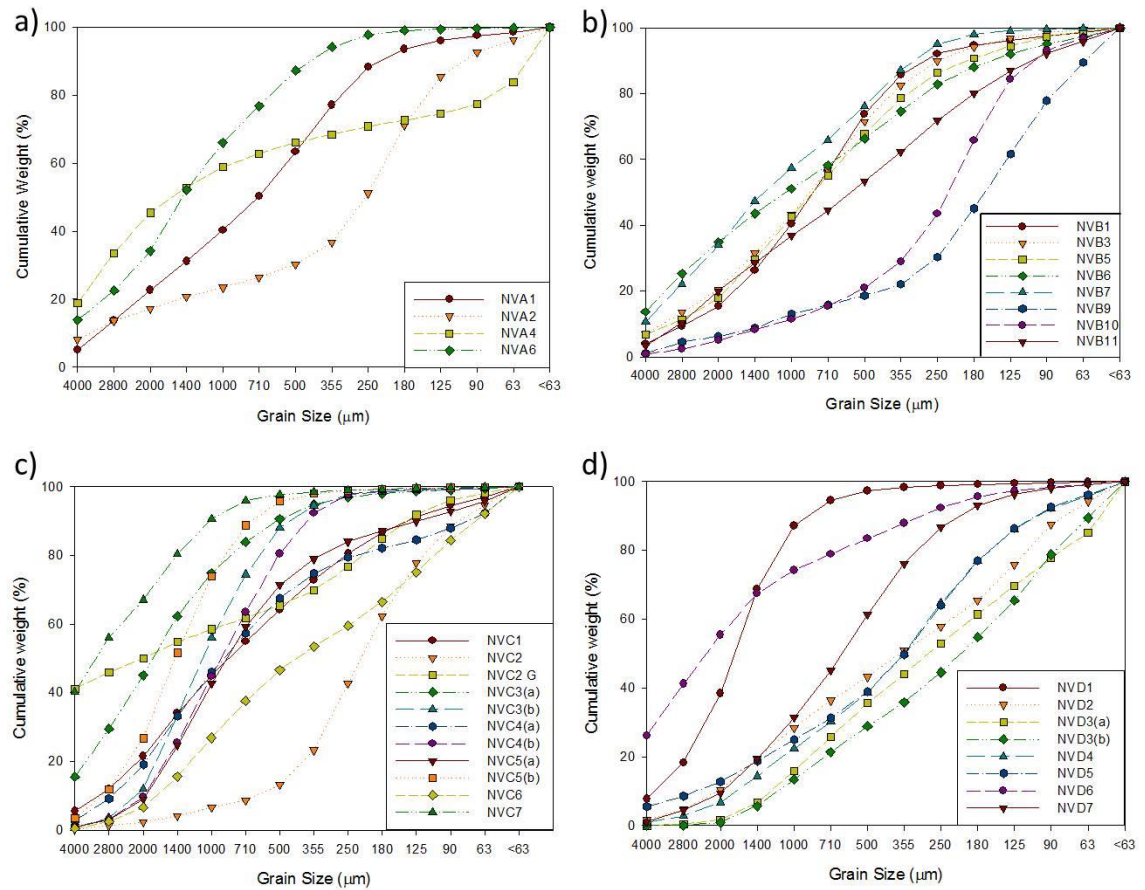 a)
Cumulative Weight (%)
100
80
60
40
20
0
4000 2800 2000 1400 1000 710 500 355 250 180 125 90 63 <63
Grain Size (μm)
NVA1
NVA2
NVA4
NVA6
b)
Cumulative weight (%)
100
80
60
40
20
0
4000 2800 2000 1400 1000 710 500 355 250 180 125 90 63 <63
Grain Size (μm)
NVB1
NVB3
NVB5
NVB6
NVB7
NVB9
NVB10
NVB11
c)
Cumulative weight (%)
100
80
60
40
20
0
4000 2800 2000 1400 1000 710 500 355 250 180 125 90 63 <63
Grain Size (μm)
NVC1
NVC2
NVC2 G
NVC3(a)
NVC3(b)
NVC4(a)
NVC4(b)
NVC5(a)
NVC5(b)
NVC6
NVC7
d)
Cumulative weight (%)
100
80
60
40
20
0
4000 2800 2000 1400 1000 710 500 355 250 180 125 90 63 <63
Grain Size (μm)
NVD1
NVD2
NVD3(a)
NVD3(b)
NVD4
NVD5
NVD6
NVD7